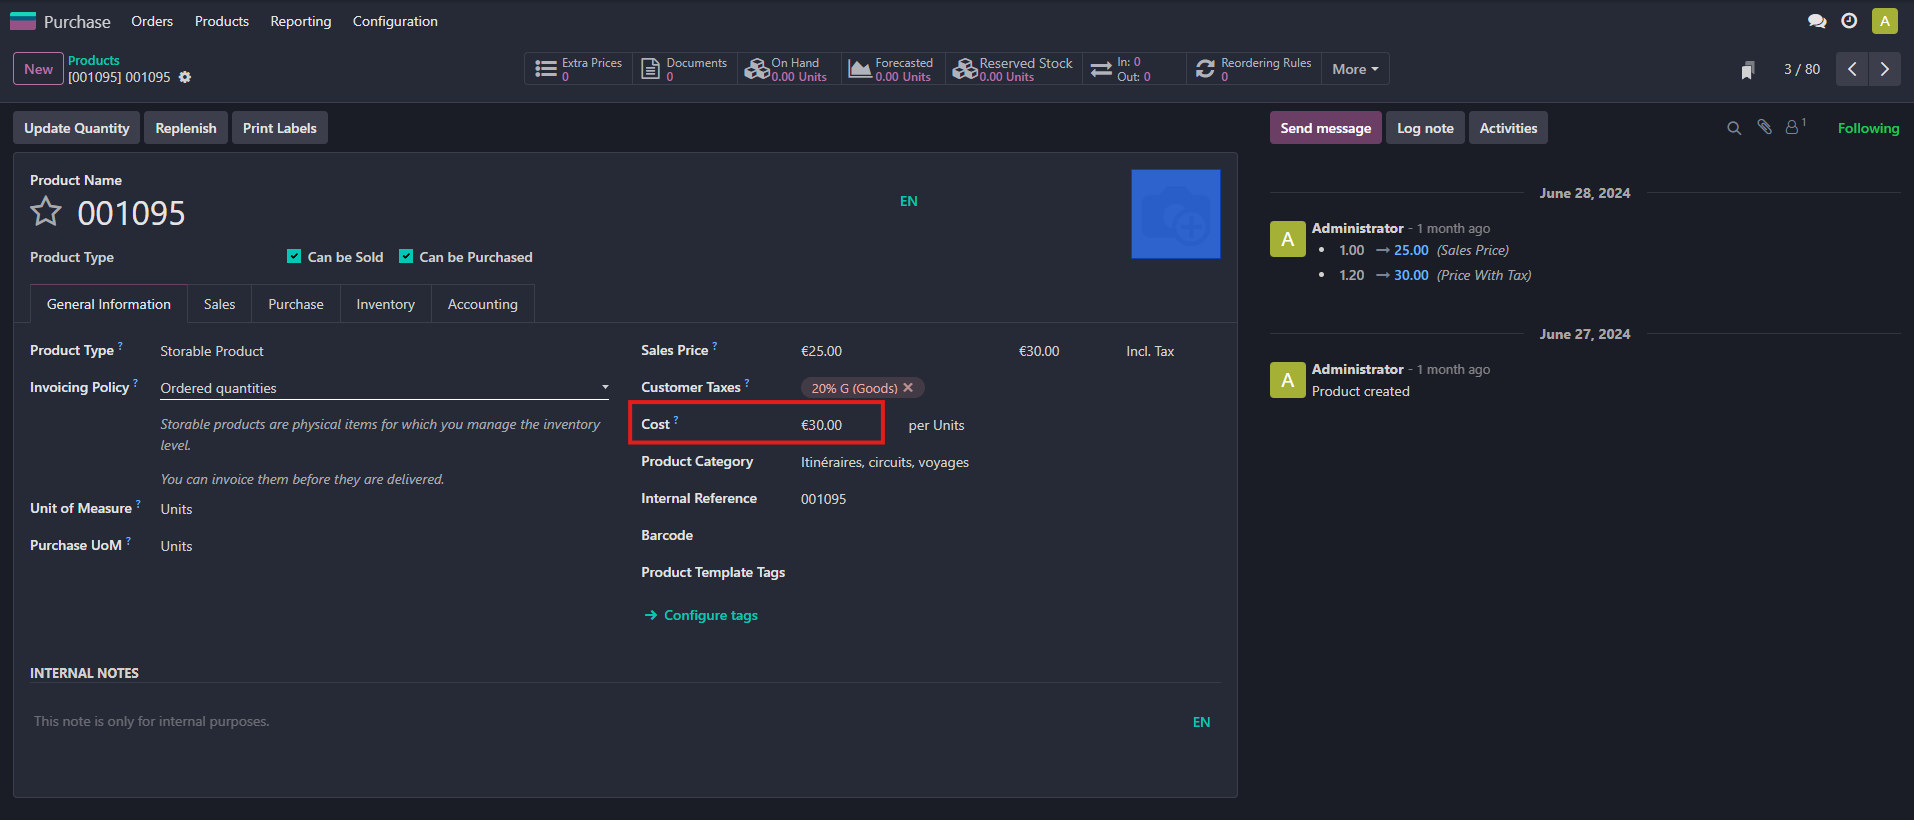 Purchase Orders Products Reporting Configuration A
New Products
[001095] 001095
Extra Prices
0
Documents
0
On Hand
0.00 Units
Forecasted
0.00 Units
Reserved Stock
0.00 Units
In: 0
Out: 0
Reordering Rules
0
More
3 / 80
Update Quantity Replenish Print Labels
Send message Log note Activities 1 Following
Product Name
001095
EN
Product Type Can be Sold Can be Purchased
General Information Sales Purchase Inventory Accounting
Product Type ? Storable Product
Invoicing Policy ? Ordered quantities
Storable products are physical items for which you manage the inventory
level.
You can invoice them before they are delivered.
Unit of Measure ? Units
Purchase UoM ? Units
Sales Price ? €25.00 €30.00 Incl. Tax
Customer Taxes ? 20% G (Goods)
Cost ? €30.00 per Units
Product Category Itinéraires, circuits, voyages
Internal Reference 001095
Barcode
Product Template Tags
Configure tags
INTERNAL NOTES
This note is only for internal purposes.
EN
June 28, 2024
A
Administrator - 1 month ago
• 1.00 → 25.00 (Sales Price)
• 1.20 → 30.00 (Price With Tax)
June 27, 2024
A
Administrator - 1 month ago
Product created